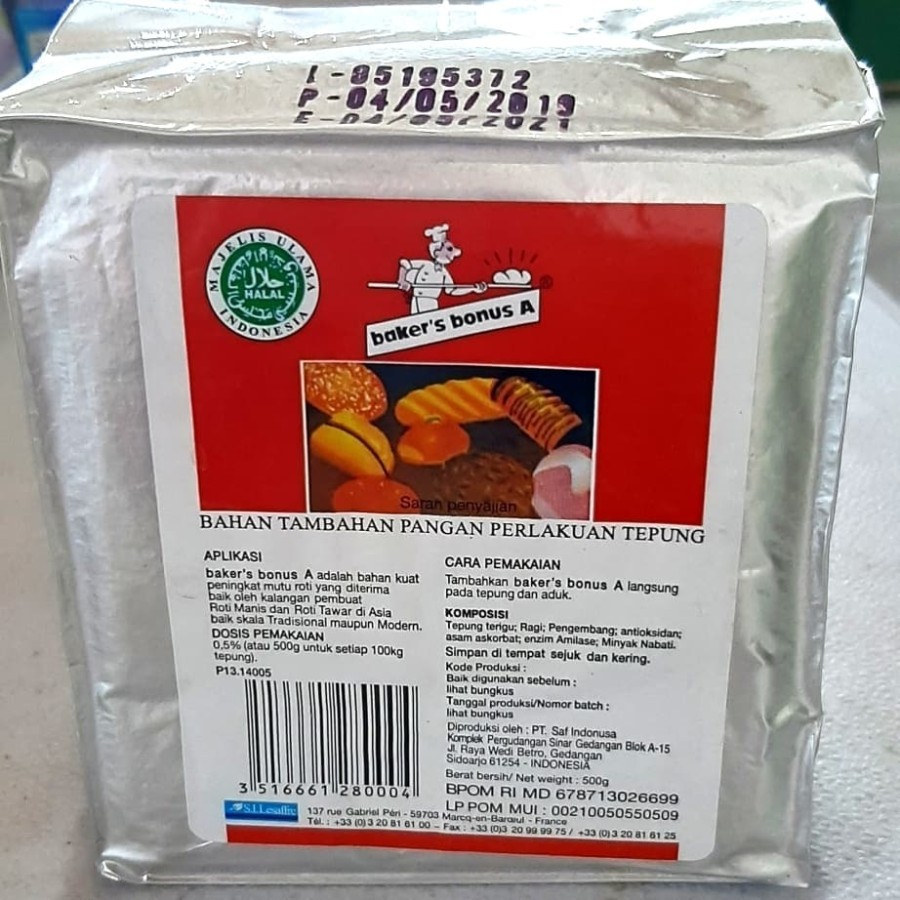 I-85195372
P-04/05/2019
E-04/05/2021
MAJELIS ULAMA
حلال
HALAL
INDONESIA
baker's bonus A
Saran penyajian
BAHAN TAMBAHAN PANGAN PERLAKUAN TEPUNG
APLIKASI
baker's bonus A adalah bahan kuat
peningkat mutu roti yang diterima
baik oleh kalangan pembuat
Roti Manis dan Roti Tawar di Asia
baik skala Tradisional maupun Modern.
DOSIS PEMAKAIAN
0,5% (atau 500g untuk setiap 100kg
tepung).
P13.14005
3 516661 280004
CARA PEMAKAIAN
Tambahkan baker's bonus A langsung
pada tepung dan aduk.
KOMPOSISI
Tepung terigu; Ragi; Pengembang; antioksidan;
asam askorbat; enzim Amilase; Minyak Nabati.
Simpan di tempat sejuk dan kering.
Kode Produksi :
Baik digunakan sebelum :
lihat bungkus
Tanggal produksi/Nomor batch :
lihat bungkus
Diproduksi oleh : PT. Saf Indonusa
Komplek Pergudangan Sinar Gedangan Blok A-15
Jl. Raya Wedi Betro, Gedangan
Sidoarjo 61254 - INDONESIA
Berat bersih/ Net weight : 500g
BPOM RI MD 678713026699
LP POM MUI : 00210050550509
S.I.Lesaffre
137 rue Gabriel Péri - 59703 Marcq-en-Barœul - France
Tél. : +33 (0)3 20 81 61 00 – Fax : +33 (0)3 20 99 99 75 / +33 (0)3 20 81 61 25